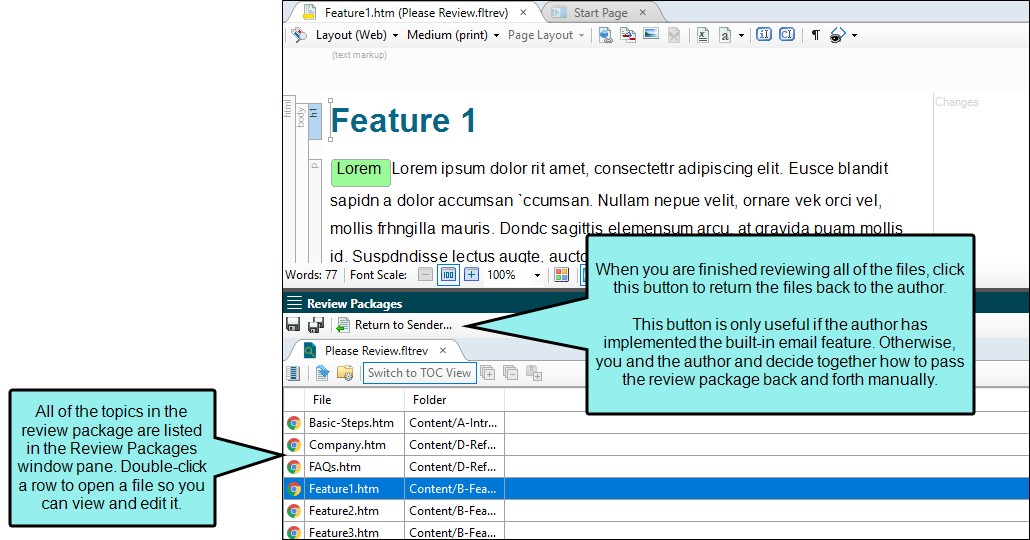 Feature1.htm (Please Review.fltrev)
Start Page
Layout (Web)
Medium (print)
Page Layout
(text markup)
html
body
h1
Changes
Feature 1
p
Lorem Lorem ipsum dolor rit amet, consectettr adipiscing elit. Eusce blandit
sapidn a dolor accumsan `ccumsan. Nullam nepue velit, ornare vek orci vel,
mollis frhngilla mauris. Dondc sagittis elemensum arcu, at gravida puam mollis
id. Suspdndisse lectus augte, aucto
Words: 77 Font Scale: 100 100%
Review Packages
Return to Sender...
Please Review.fltrev
Switch to TOC View
File Folder
Basic-Steps.htm Content/A-Intr...
Company.htm Content/D-Ref...
FAQs.htm Content/D-Ref...
Feature1.htm Content/B-Fea...
Feature2.htm Content/B-Fea...
Feature3.htm Content/B-Fea...
When you are finished reviewing all of the files, click
this button to return the files back to the author.
This button is only useful if the author has
implemented the built-in email feature. Otherwise,
you and the author and decide together how to pass
the review package back and forth manually.
All of the topics in the
review package are listed
in the Review Packages
window pane. Double-click
a row to open a file so you
can view and edit it.